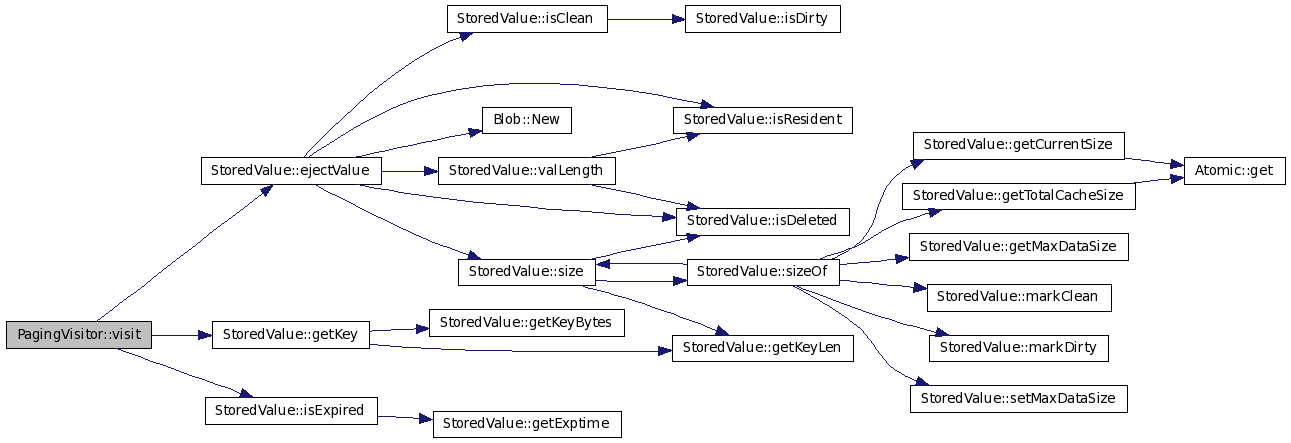 StoredValue::isClean
StoredValue::isDirty
Blob::New
StoredValue::isResident
StoredValue::getCurrentSize
StoredValue::ejectValue
StoredValue::valLength
Atomic::get
StoredValue::getTotalCacheSize
StoredValue::isDeleted
StoredValue::getMaxDataSize
StoredValue::size
StoredValue::sizeOf
StoredValue::markClean
PagingVisitor::visit
StoredValue::getKey
StoredValue::getKeyBytes
StoredValue::getKeyLen
StoredValue::markDirty
StoredValue::setMaxDataSize
StoredValue::isExpired
StoredValue::getExptime